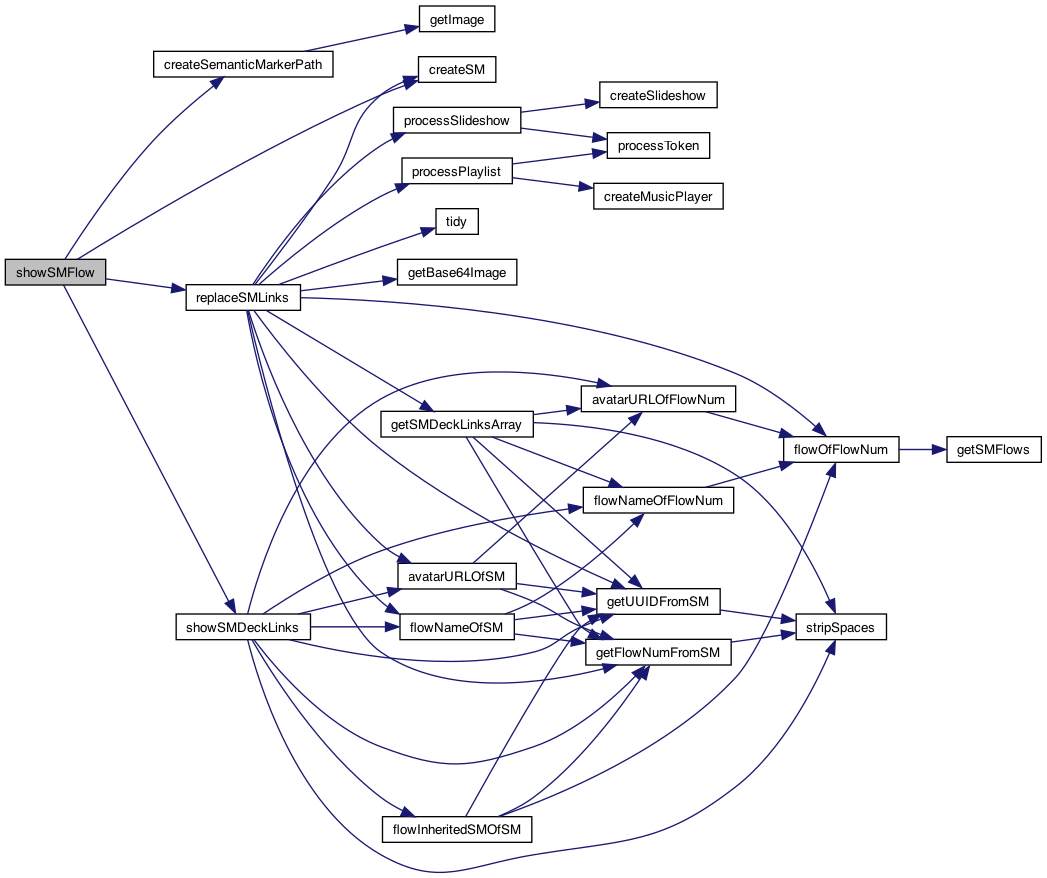 getImage
createSemanticMarkerPath
createSM
createSlideshow
processSlideshow
processToken
processPlaylist
createMusicPlayer
tidy
showSMFlow
getBase64Image
replaceSMLinks
avatarURLOfFlowNum
getSMDeckLinksArray
flowOfFlowNum
getSMFlows
flowNameOfFlowNum
avatarURLOfSM
getUUIDFromSM
showSMDeckLinks
flowNameOfSM
stripSpaces
getFlowNumFromSM
flowInheritedSMOfSM